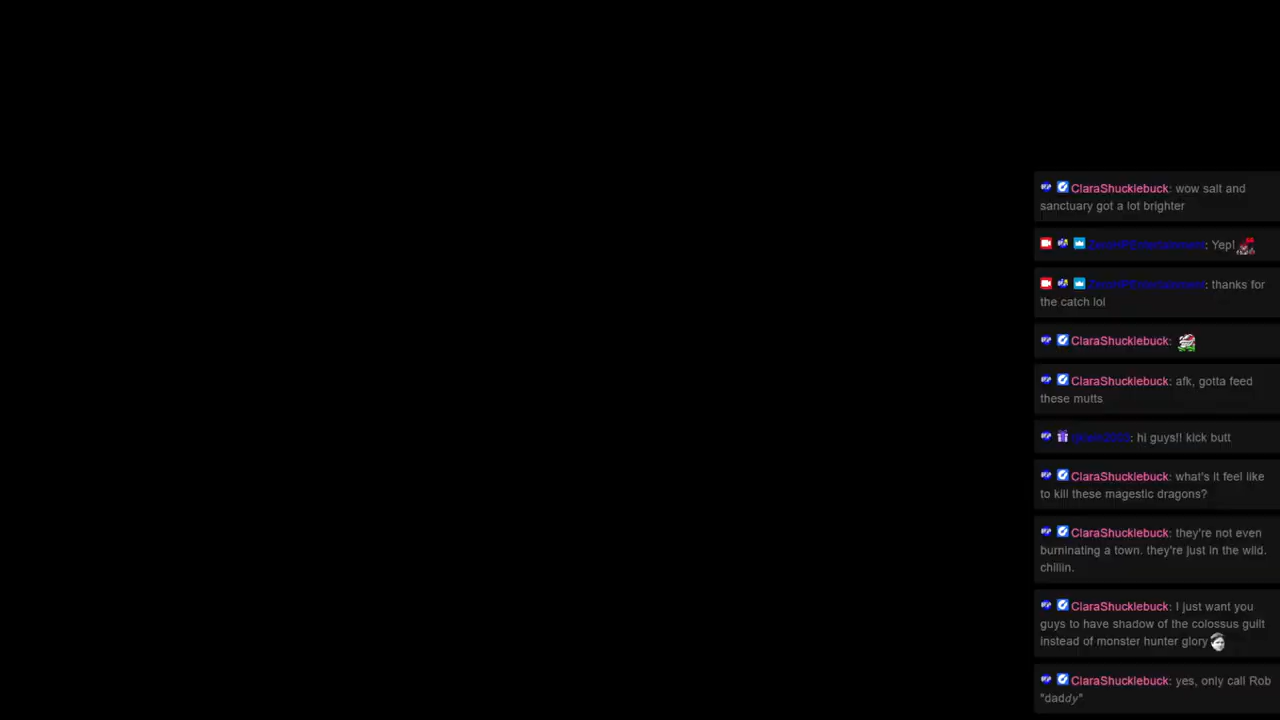 ClaraShucklebuck: wow salt and
sanctuary got a lot brighter
: Yep!
: thanks for
the catch lol
ClaraShucklebuck:
ClaraShucklebuck: afk, gotta feed
these mutts
: hi guys!! kick butt
ClaraShucklebuck: what's it feel like
to kill these magestic dragons?
ClaraShucklebuck: they're not even
burninating a town. they're just in the wild.
chillin.
ClaraShucklebuck: I just want you
guys to have shadow of the colossus guilt
instead of monster hunter glory
ClaraShucklebuck: yes, only call Rob
"daddy"